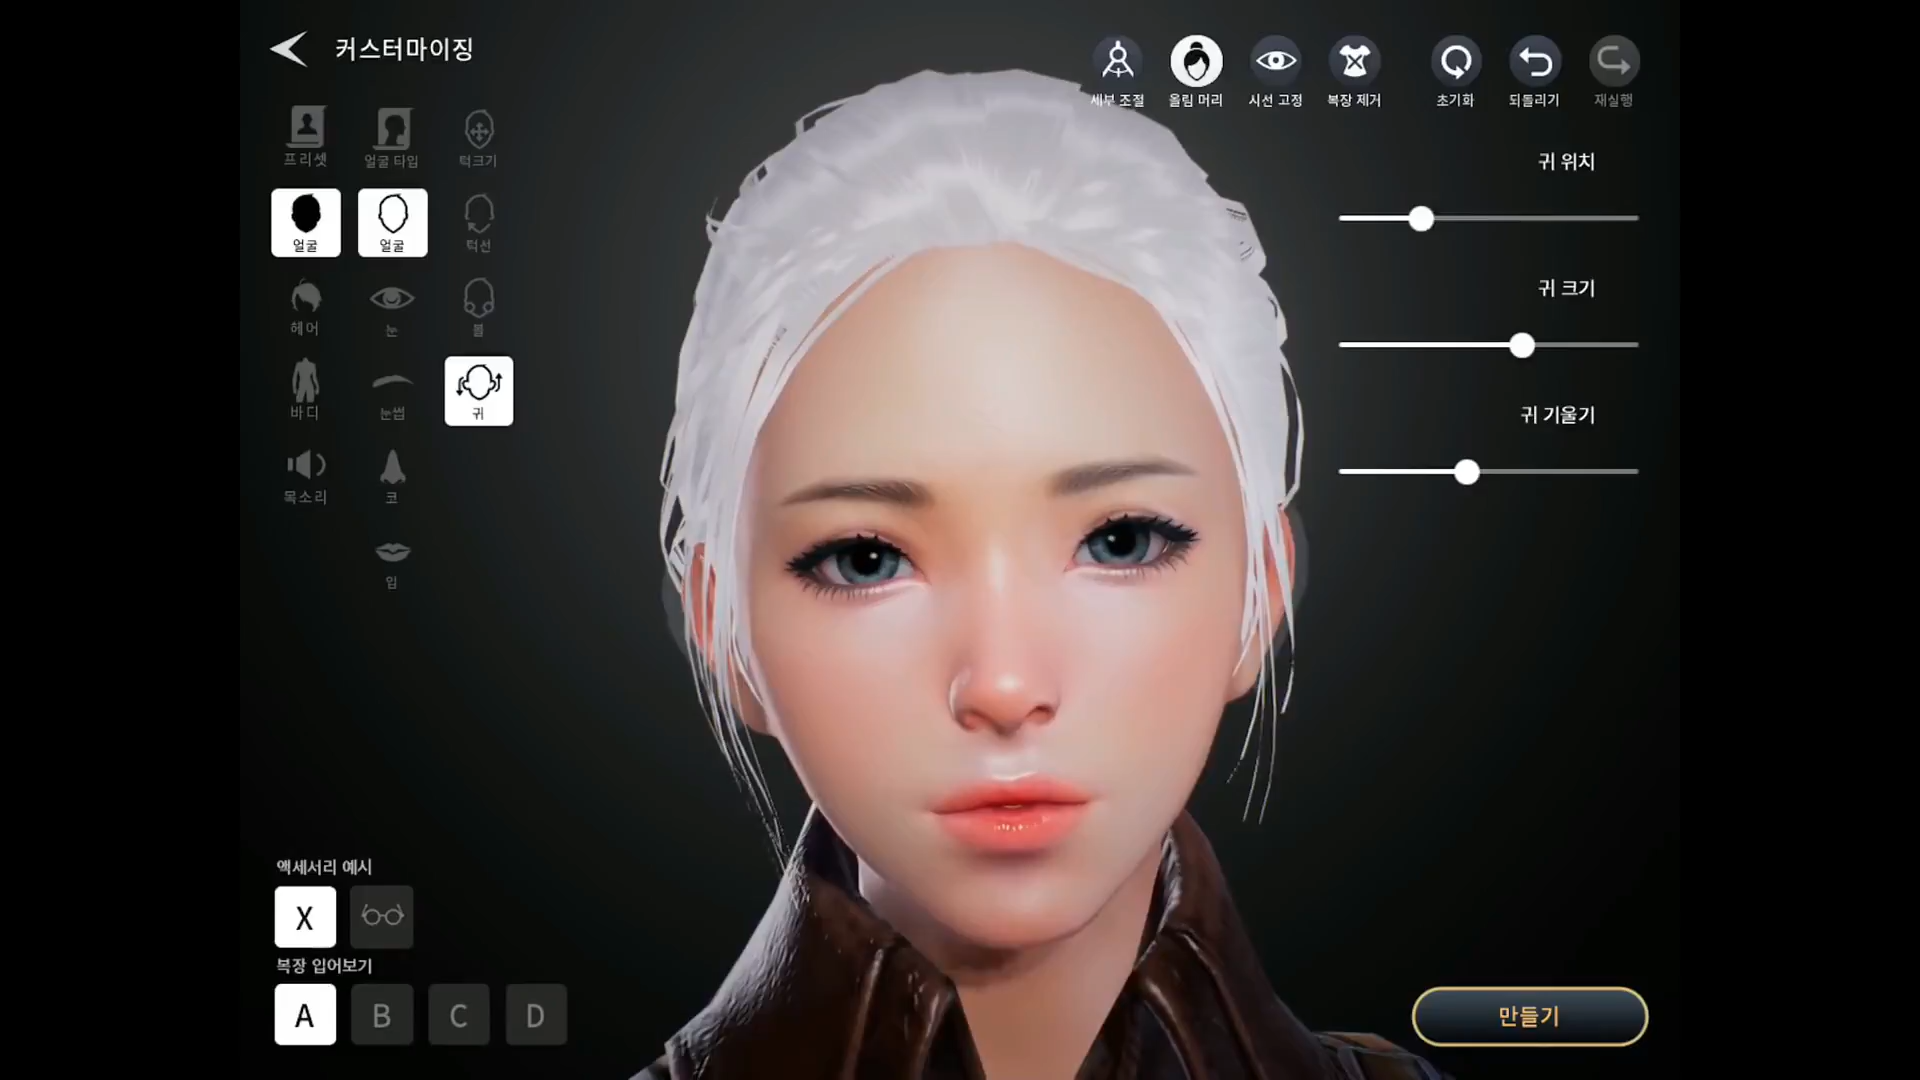 커스터마이징
세부 조절
올림 머리
시선 고정
복장 제거
초기화
되돌리기
재실행
프리셋
얼굴 타입
턱크기
얼굴
얼굴
턱선
헤어
눈
볼
바디
눈썹
귀
목소리
코
입
귀 위치
귀 크기
귀 기울기
액세서리 예시
X
복장 입어보기
A
B
C
D
만들기